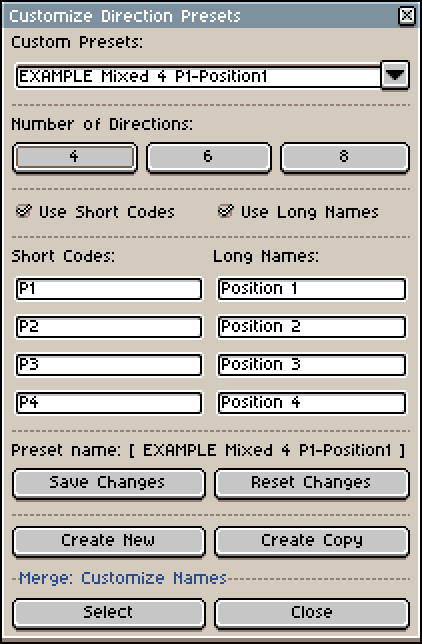 Customize Direction Presets
Custom Presets:
EXAMPLE Mixed 4 P1-Position1
Number of Directions:
4 6 8
Use Short Codes Use Long Names
Short Codes: Long Names:
P1 Position 1
P2 Position 2
P3 Position 3
P4 Position 4
Preset name: [ EXAMPLE Mixed 4 P1-Position1 ]
Save Changes Reset Changes
Create New Create Copy
Merge: Customize Names
Select Close